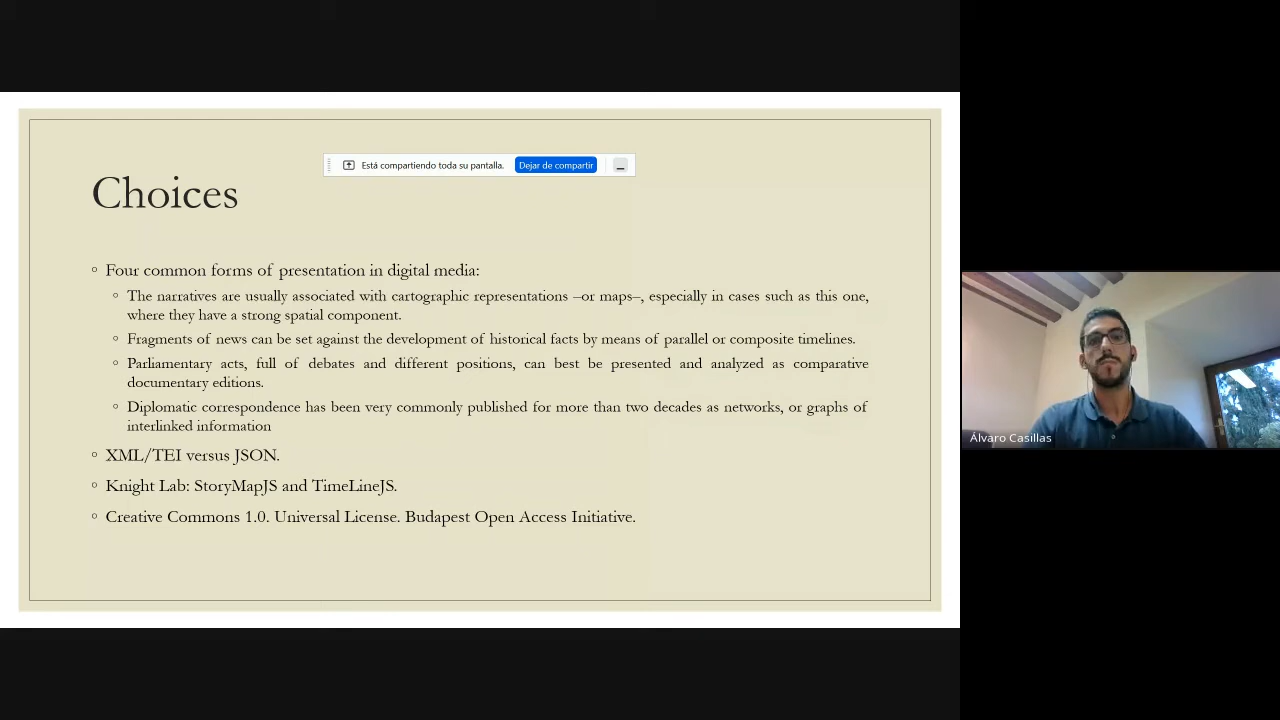 Está compartiendo toda su pantalla. Dejar de compartir
Choices
Four common forms of presentation in digital media:
The narratives are usually associated with cartographic representations –or maps–, especially in cases such as this one,
where they have a strong spatial component.
Fragments of news can be set against the development of historical facts by means of parallel or composite timelines.
Parliamentary acts, full of debates and different positions, can best be presented and analyzed as comparative
documentary editions.
Diplomatic correspondence has been very commonly published for more than two decades as networks, or graphs of
interlinked information
XML/TEI versus JSON.
Knight Lab: StoryMapJS and TimeLineJS.
Creative Commons 1.0. Universal License. Budapest Open Access Initiative.
Álvaro Casillas